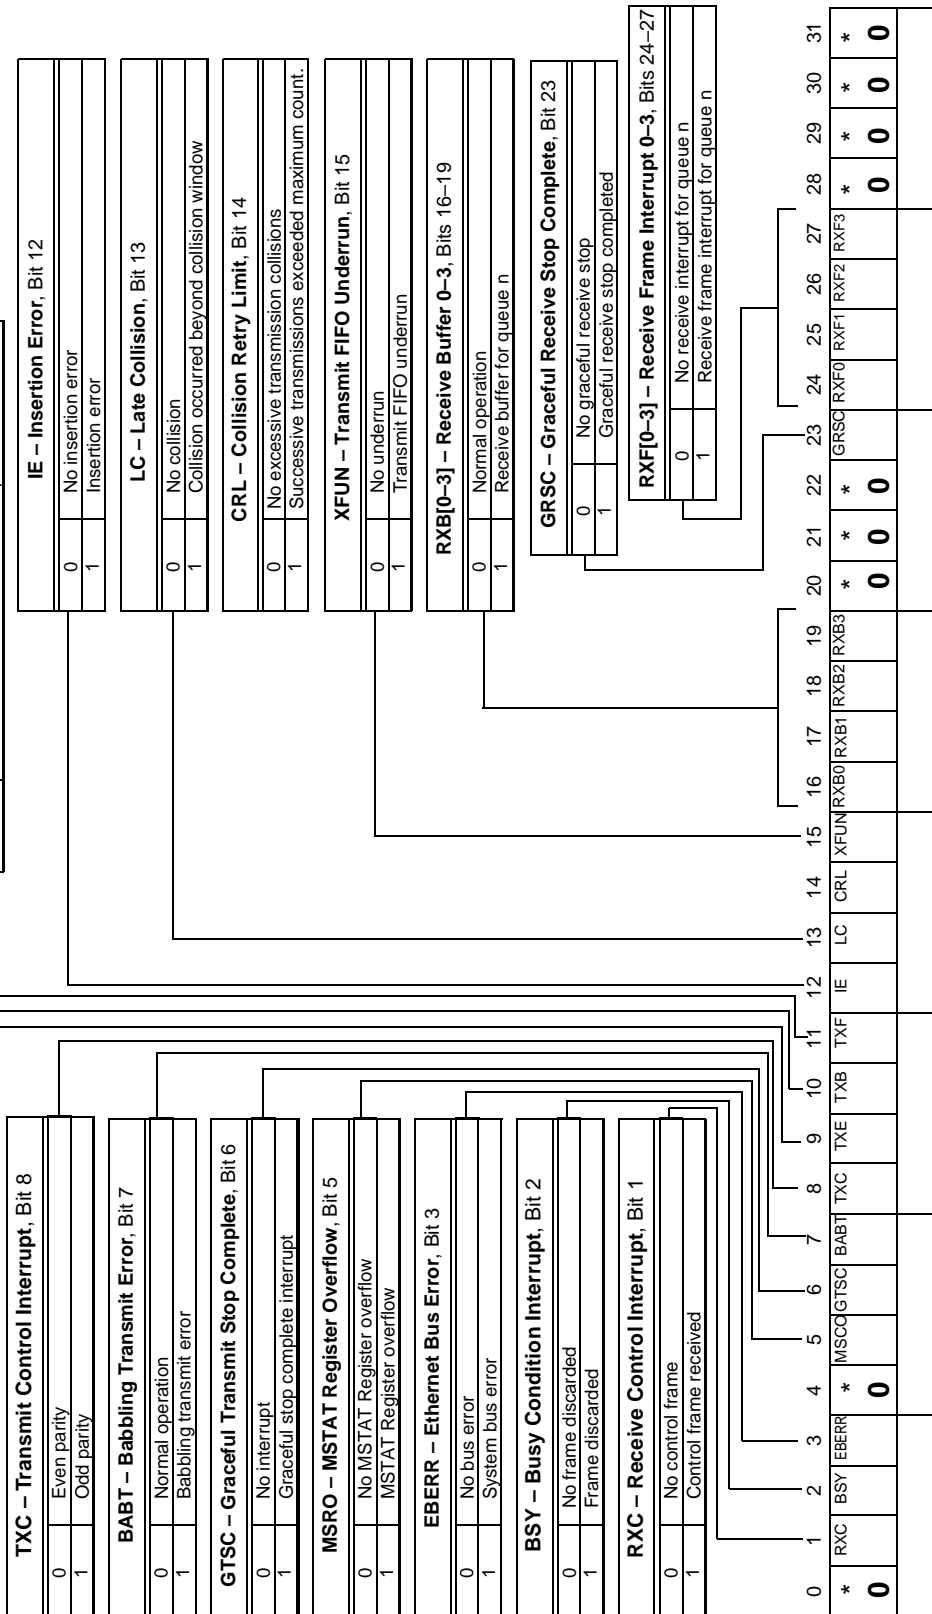 TXC – Transmit Control Interrupt, Bit 8
0 Even parity
1 Odd parity
BABT – Babbling Transmit Error, Bit 7
0 Normal operation
1 Babbling transmit error
GTSC – Graceful Transmit Stop Complete, Bit 6
0 No interrupt
1 Graceful stop complete interrupt
MSRO – MSTAT Register Overflow, Bit 5
0 No MSTAT Register overflow
1 MSTAT Register overflow
EBERR – Ethernet Bus Error, Bit 3
0 No bus error
1 System bus error
BSY – Busy Condition Interrupt, Bit 2
0 No frame discarded
1 Frame discarded
RXC – Receive Control Interrupt, Bit 1
0 No control frame
1 Control frame received
IE – Insertion Error, Bit 12
0 No insertion error
1 Insertion error
LC – Late Collision, Bit 13
0 No collision
1 Collision occurred beyond collision window
CRL – Collision Retry Limit, Bit 14
0 No excessive transmission collisions
1 Successive transmissions exceeded maximum count.
XFUN – Transmit FIFO Underrun, Bit 15
0 No underrun
1 Transmit FIFO underrun
RXB[0–3] – Receive Buffer 0–3, Bits 16–19
0 Normal operation
1 Receive buffer for queue n
GRSC – Graceful Receive Stop Complete, Bit 23
0 No graceful receive stop
1 Graceful receive stop completed
RXF[0–3] – Receive Frame Interrupt 0–3, Bits 24–27
0 No receive interrupt for queue n
1 Receive frame interrupt for queue n
0 1 2 3 4 5 6 7 8 9 10 11 12 13 14 15 16 17 18 19 20 21 22 23 24 25 26 27 28 29 30 31
* RXC BSY EBERR * MSCO GTSC BABT TXC TXE TXB TXF IE LC CRL XFUN RXB0 RXB1 RXB2 RXB3 * * * GRSC RXF0 RXF1 RXF2 RXF3 * * * *
0 0 0 0 0 0 0 0 0